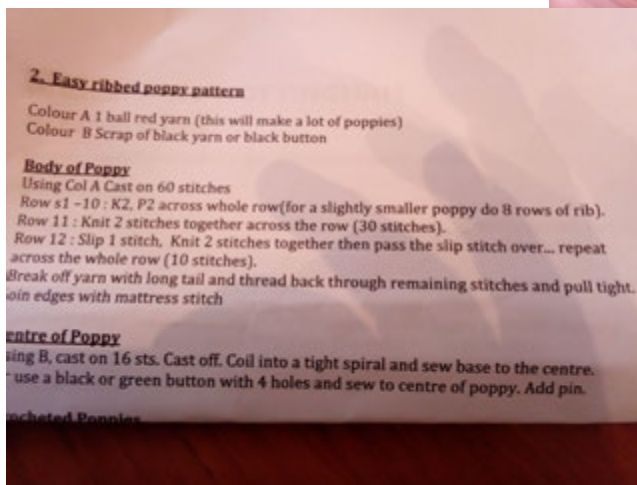 2. Easy ribbed poppy pattern
Colour A 1 ball red yarn (this will make a lot of poppies)
Colour B Scrap of black yarn or black button
Body of Poppy
Using Col A Cast on 60 stitches
Row s1 –10 : K2, P2 across whole row(for a slightly smaller poppy do 8 rows of rib).
Row 11 : Knit 2 stitches together across the row (30 stitches).
Row 12 : Slip 1 stitch, Knit 2 stitches together then pass the slip stitch over... repeat
across the whole row (10 stitches).
Break off yarn with long tail and thread back through remaining stitches and pull tight.
oin edges with mattress stitch
entre of Poppy
sing B, cast on 16 sts. Cast off. Coil into a tight spiral and sew base to the centre.
use a black or green button with 4 holes and sew to centre of poppy. Add pin.
ocheted Poppies